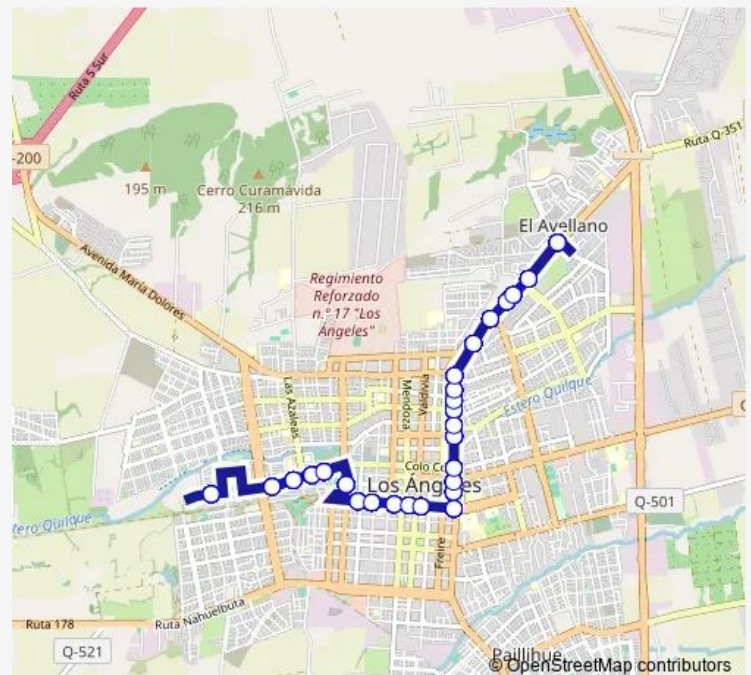 Ruta 5 Sur
-200
195 m
Cerro Curamávida
216 m
Ruta Q-351
El Avellano
Avenida María Dolores
Regimiento
Reforzado
n.º 17 "Los
Ángeles"
Las Azaleas
Mendoza
Valdivia
Estero Quilque
Colo Co
Los Ángeles
Q-501
tero Quilque
Freire
Ruta 178
Ruta Nahuelbuta
Q-521
Paillihue
© OpenStreetMap contributors